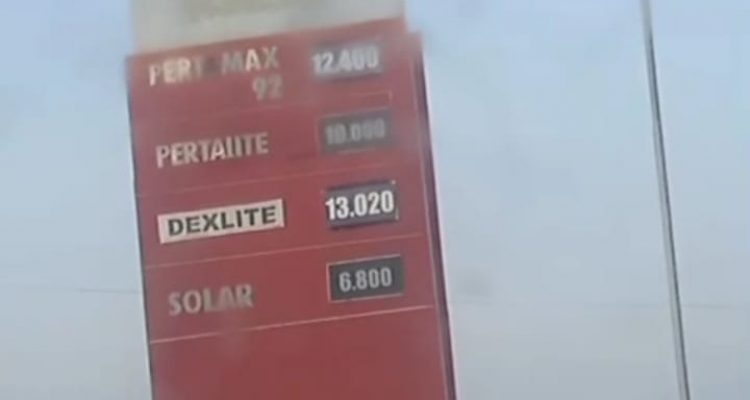 PERTAMAX 12.400
92
PERTALITE 10.000
DEXLITE 13.020
SOLAR 6.800